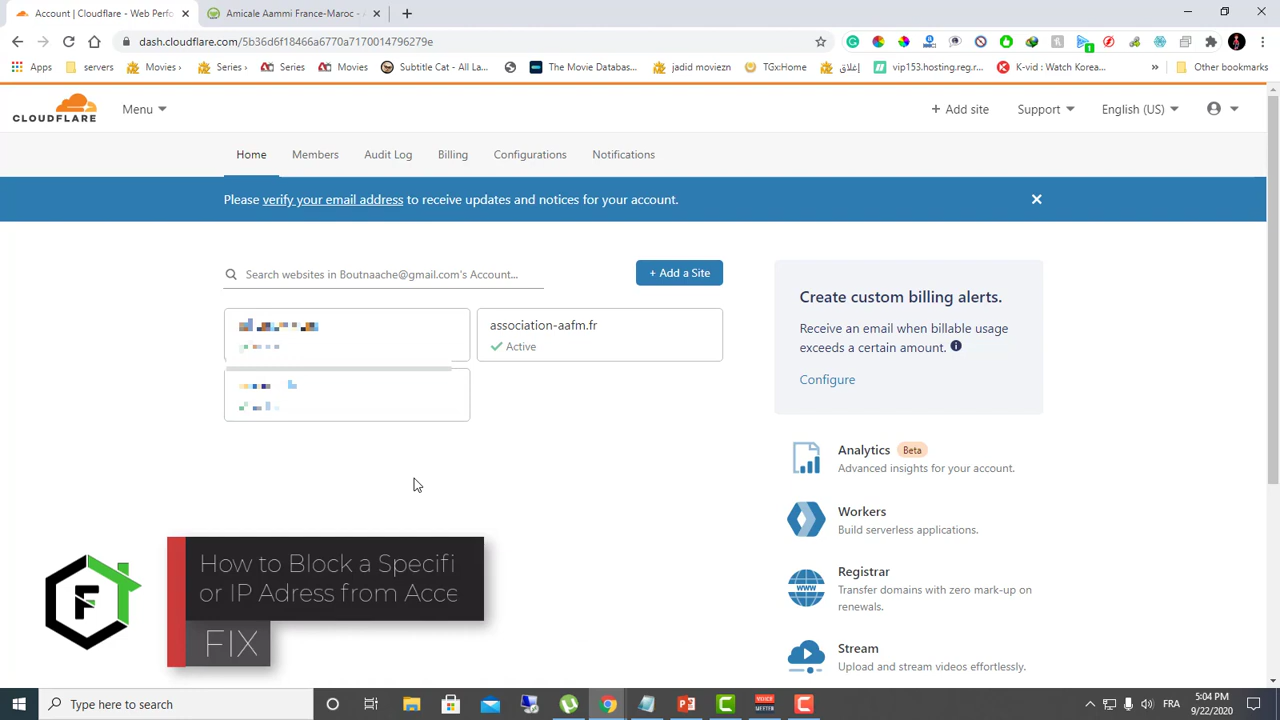 Account | Cloudflare - Web Perfo
Amicale Aammi France-Maroc -
dash.cloudflare.com/5b36d6f18466a6770a7170014796279e
Apps
servers
Movies ›
Series ›
Series
Movies
Subtitle Cat - All La...
The Movie Databas...
jadid moviezn
TGx:Home
إغلاق
vip153.hosting.reg.r...
K-vid : Watch Korea...
»
Other bookmarks
CLOUDFLARE
Menu
+ Add site
Support
English (US)
Home
Members
Audit Log
Billing
Configurations
Notifications
Please verify your email address to receive updates and notices for your account.
Search websites in Boutnaache@gmail.com's Account...
+ Add a Site
association-aafm.fr
Active
Create custom billing alerts.
Receive an email when billable usage
exceeds a certain amount.
Configure
Analytics Beta
Advanced insights for your account.
Workers
Build serverless applications.
Registrar
Transfer domains with zero mark-up on
renewals.
Stream
Upload and stream videos effortlessly.
How to Block a Specifi
or IP Adress from Acce
FIX
F
Type here to search
FRA
5:04 PM
9/22/2020